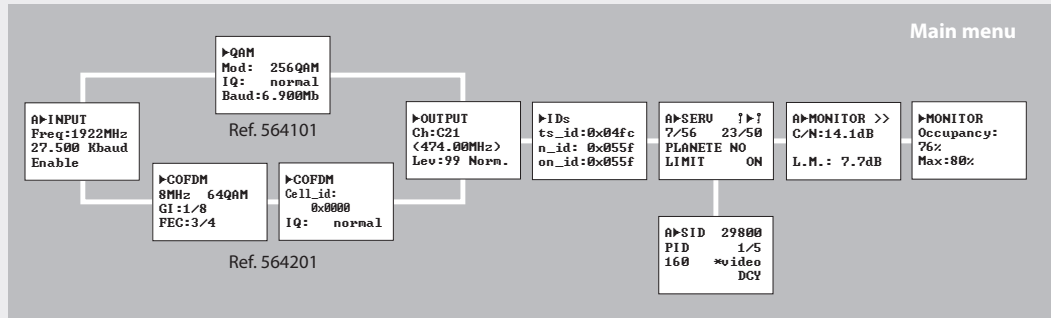 Main menu
▶QAM
Mod: 256QAM
IQ: normal
Baud:6.900Mb
Ref. 564101
A▶INPUT
Freq:1922MHz
27.500 Kbaud
Enable
▶COFDM
8MHz 64QAM
GI:1/8
FEC:3/4
▶COFDM
Cell_id:
0x0000
IQ: normal
Ref. 564201
▶OUTPUT
Ch:C21
(474.00MHz)
Lev:99 Norm.
▶IDs
ts_id:0x04fc
n_id: 0x055f
on_id:0x055f
A▶SERV ?▶!
7/56 23/50
PLANETE NO
LIMIT ON
A▶SID 29800
PID 1/5
160 *video
DCY
A▶MONITOR >>
C/N:14.1dB
L.M.: 7.7dB
▶MONITOR
Occupancy:
76%
Max:80%